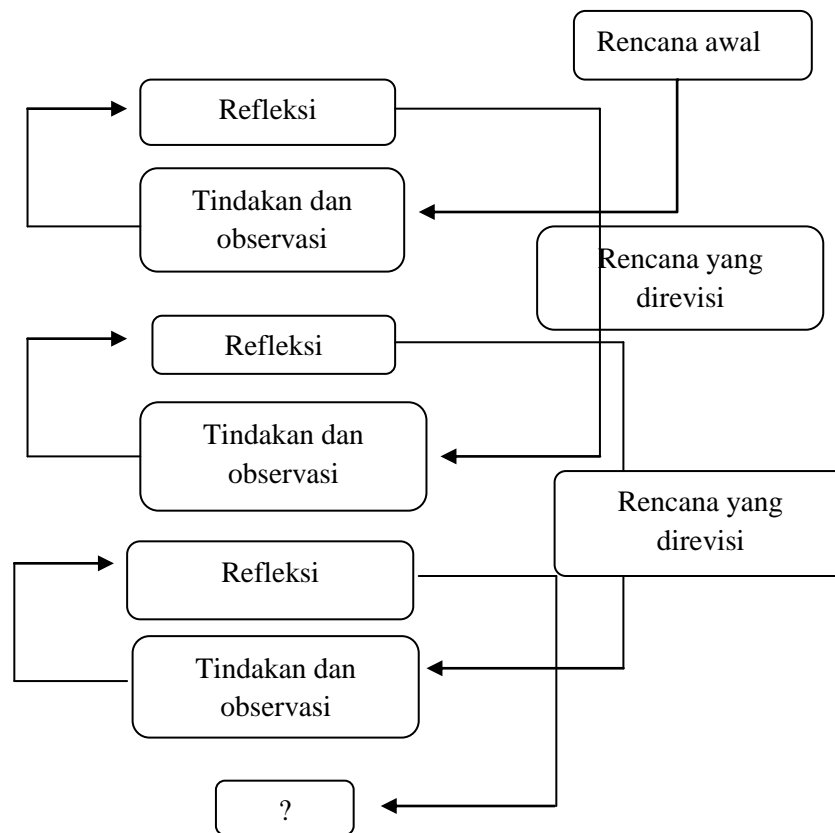 Rencana awal
Refleksi
Tindakan dan
observasi
Rencana yang
direvisi
Refleksi
Tindakan dan
observasi
Rencana yang
direvisi
Refleksi
Tindakan dan
observasi
?